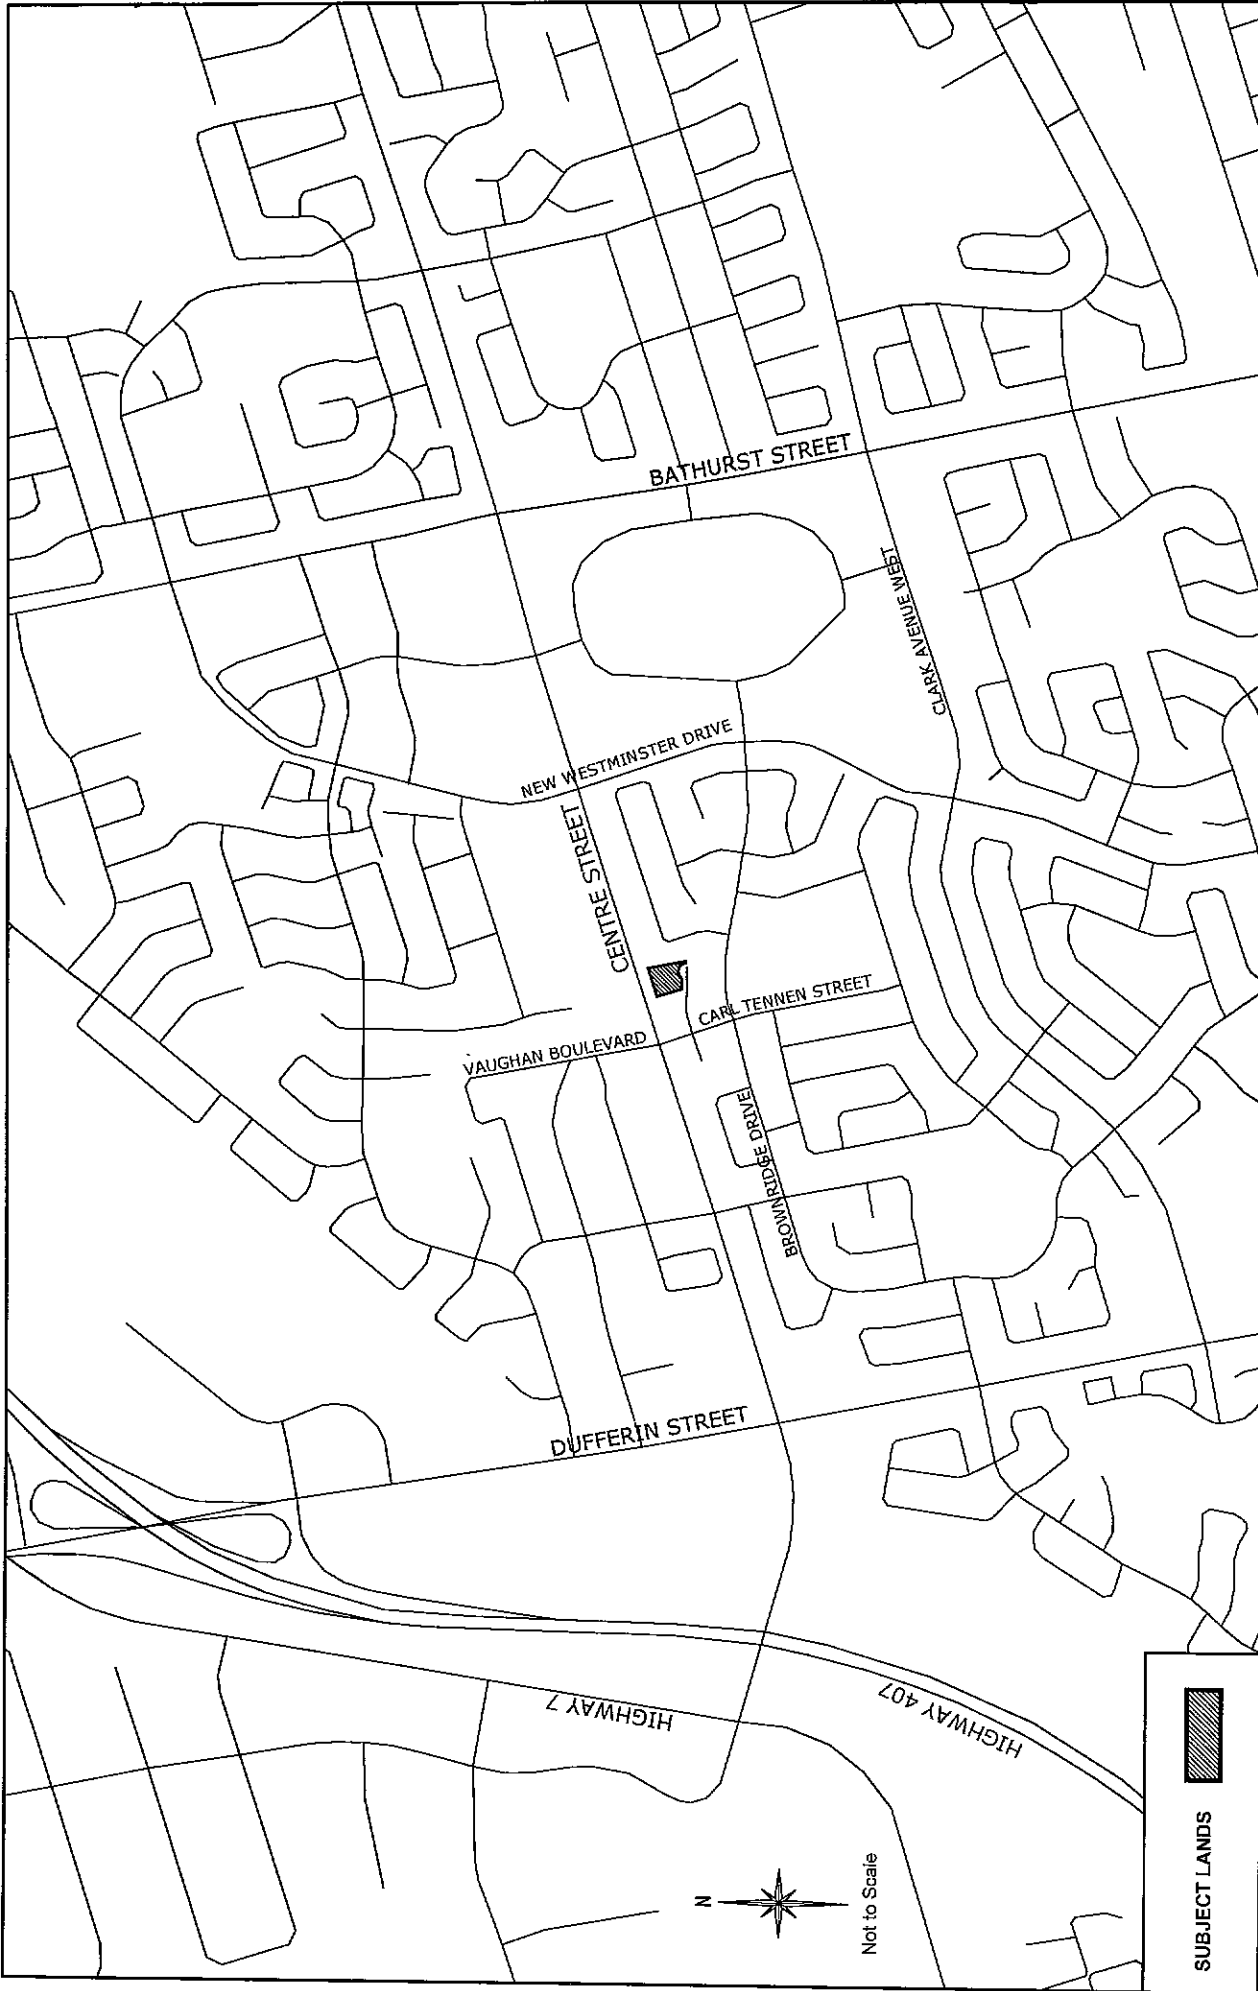 BATHURST STREET
CLARK AVENUE WEST
NEW WESTMINSTER DRIVE
CENTRE STREET
CARL TENNEN STREET
VAUGHAN BOULEVARD
BROWNRIDGE DRIVE
DUFFERIN STREET
HIGHWAY 7
HIGHWAY 407
N
Not to Scale
SUBJECT LANDS